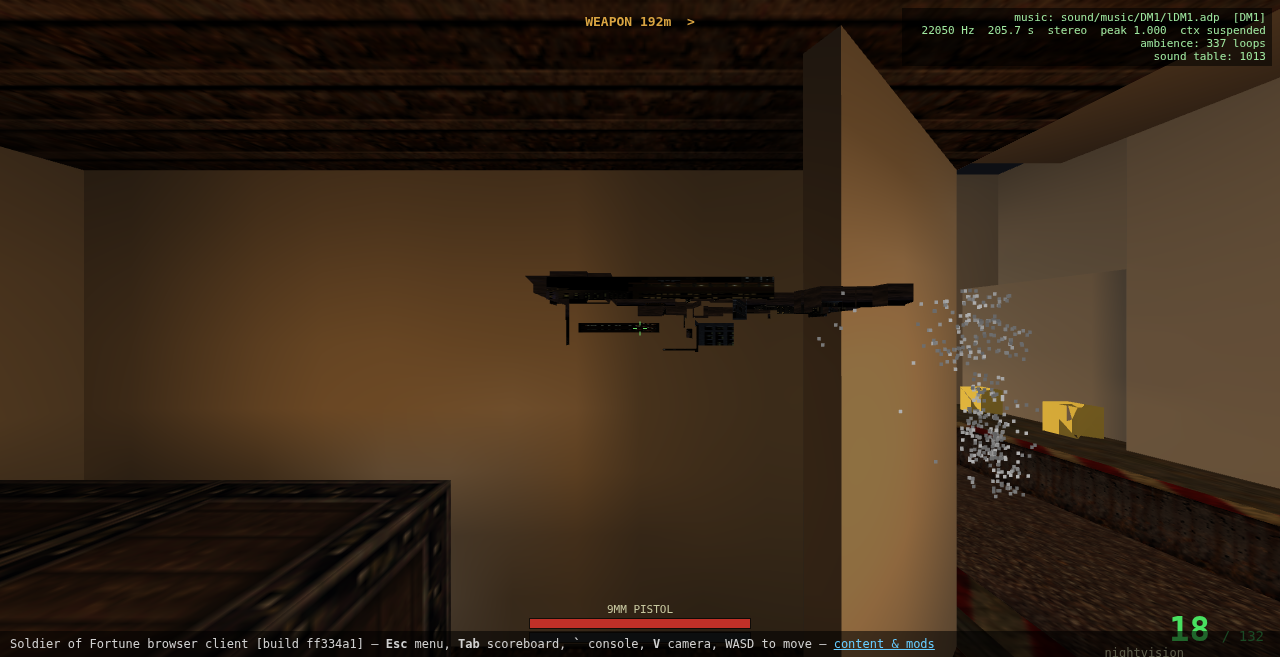 WEAPON 192m >
music: sound/music/DM1/lDM1.adp [DM1]
22050 Hz 205.7 s stereo peak 1.000 ctx suspended
ambience: 337 loops
sound table: 1013
9MM PISTOL
18 / 132
Soldier of Fortune browser client [build ff334a1] — Esc menu, Tab scoreboard, ` console, V camera, WASD to move — content & mods
nightvision